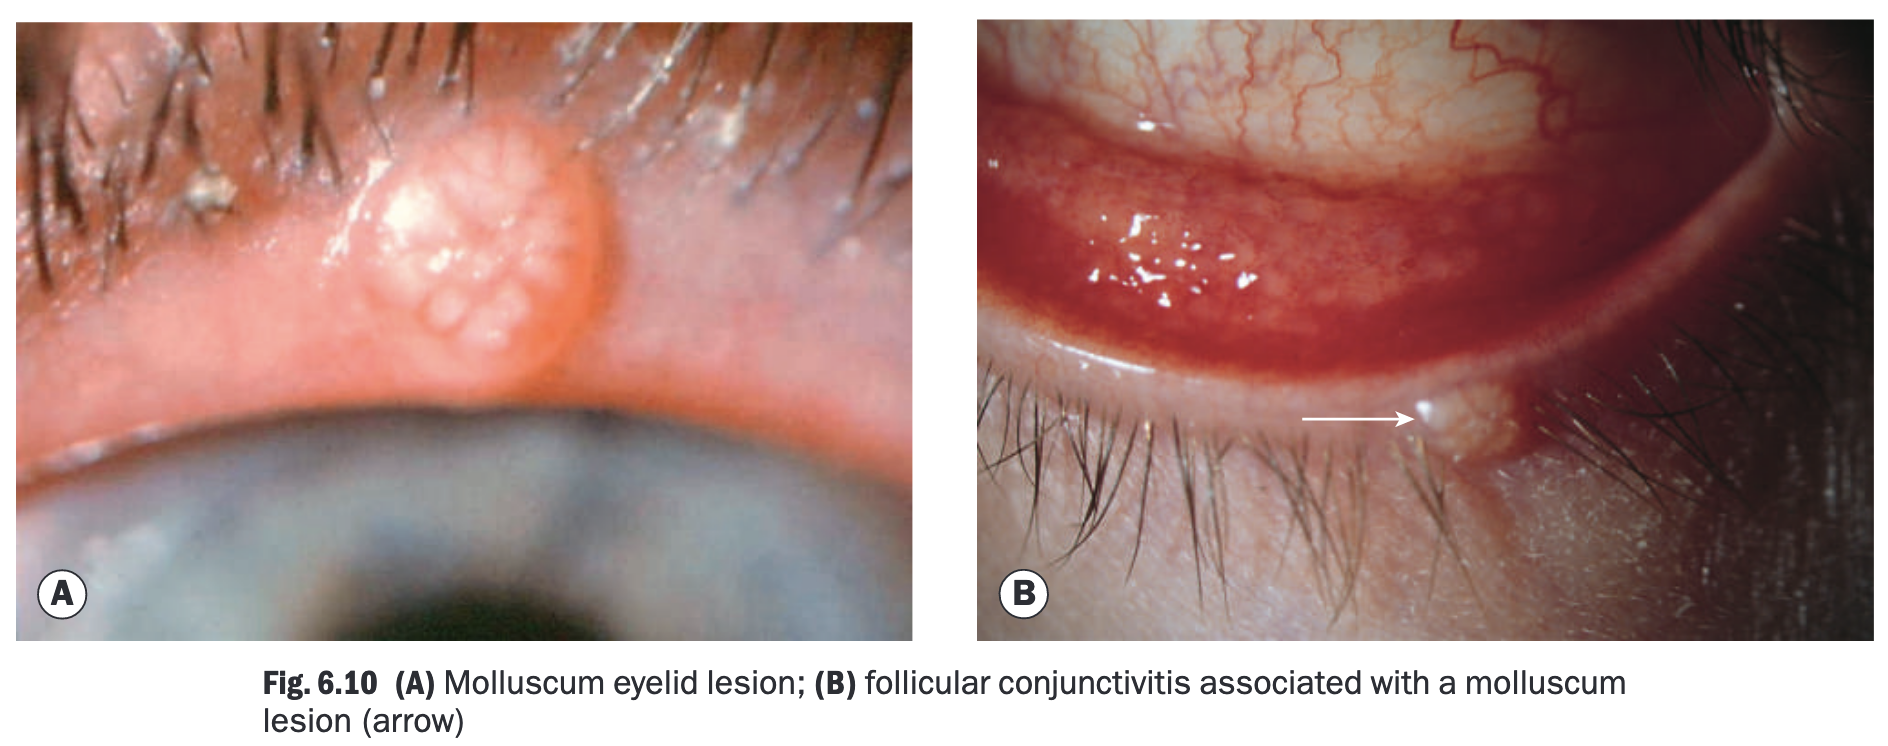 A
B
Fig. 6.10 (A) Molluscum eyelid lesion; (B) follicular conjunctivitis associated with a molluscum
lesion (arrow)